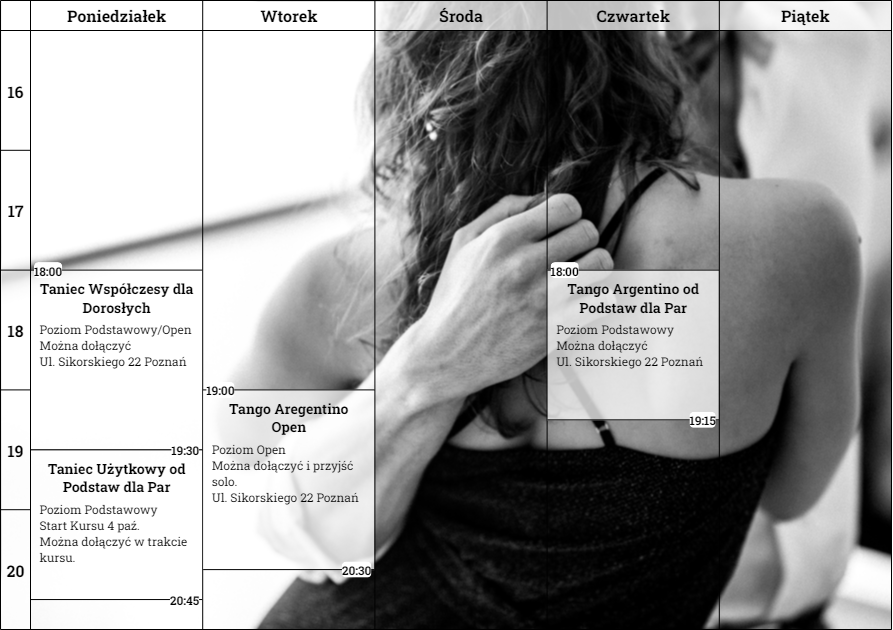 Poniedziałek
Wtorek
Środa
Czwartek
Piątek
16
17
18
19
20
18:00
Taniec Współczesy dla
Dorosłych
Poziom Podstawowy/Open
Można dołączyć
Ul. Sikorskiego 22 Poznań
19:30
Taniec Użytkowy od
Podstaw dla Par
Poziom Podstawowy
Start Kursu 4 paź.
Można dołączyć w trakcie
kursu.
20:45
19:00
Tango Aregentino
Open
Poziom Open
Można dołączyć i przyjść
solo.
Ul. Sikorskiego 22 Poznań
20:30
18:00
Tango Argentino od
Podstaw dla Par
Poziom Podstawowy
Można dołączyć
Ul. Sikorskiego 22 Poznań
19:15